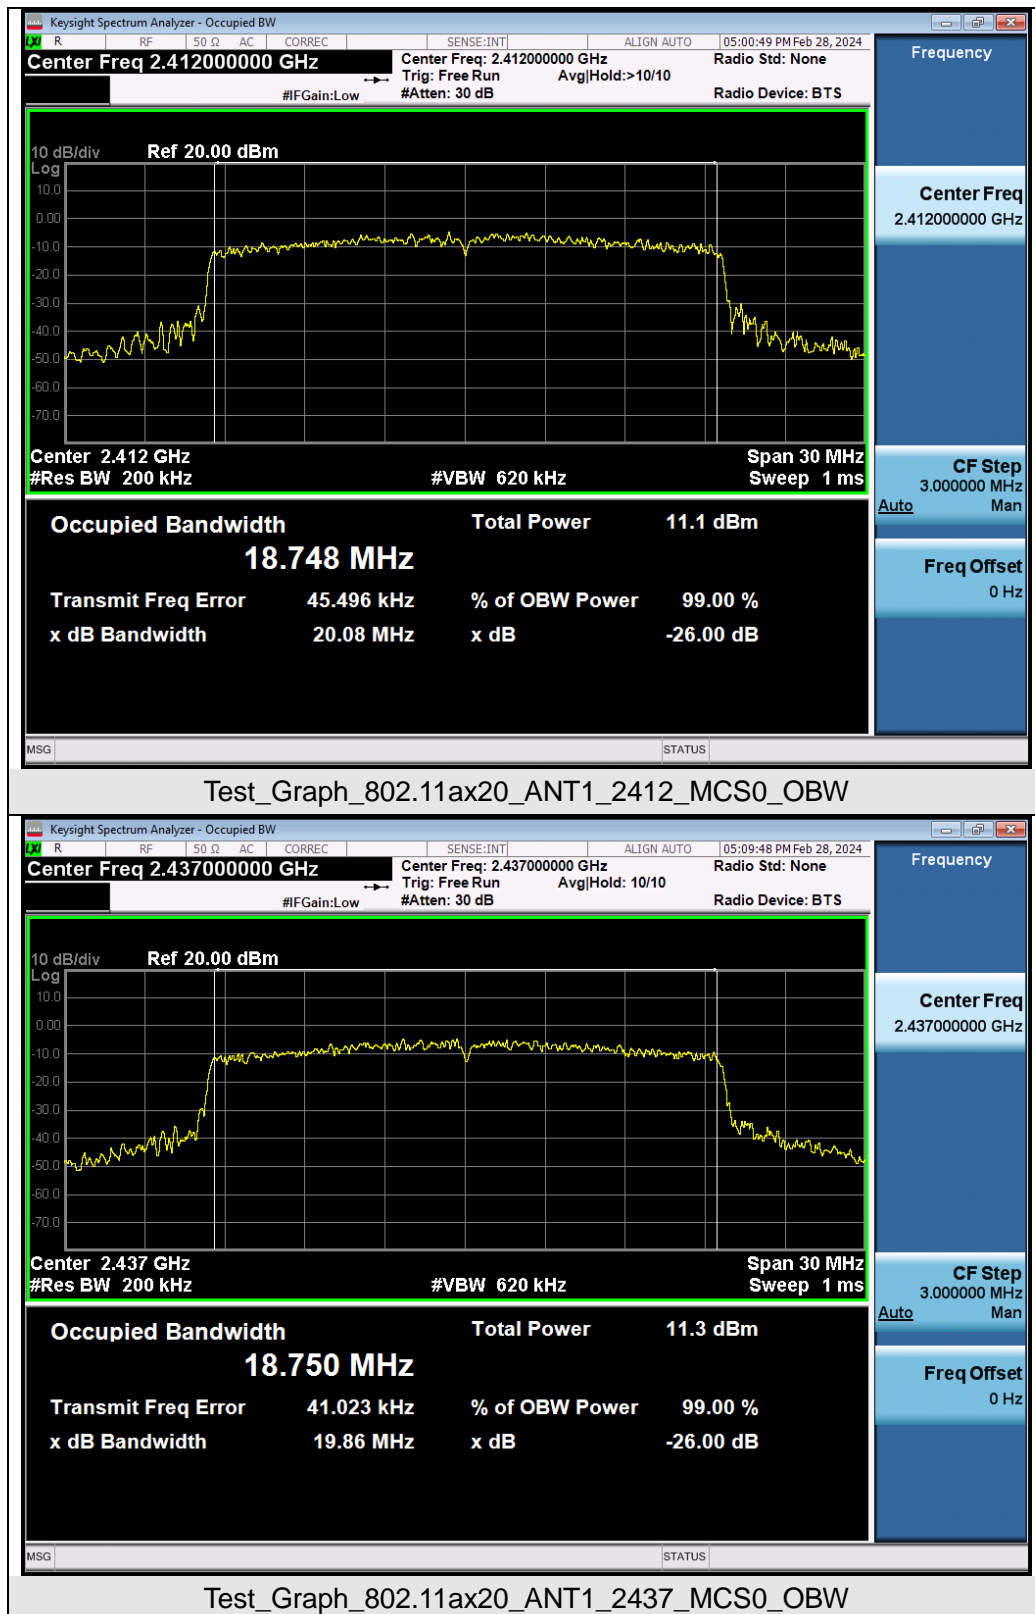 Keysight Spectrum Analyzer - Occupied BW
LXI R RF 50 Ω AC CORREC SENSE:INT ALIGN AUTO 05:00:49 PM Feb 28, 2024
Center Freq 2.412000000 GHz
Center Freq: 2.412000000 GHz Radio Std: None
Trig: Free Run Avg|Hold:>10/10
#IFGain:Low #Atten: 30 dB Radio Device: BTS
Frequency
10 dB/div Ref 20.00 dBm
Log
10.0
0.00
-10.0
-20.0
-30.0
-40.0
-50.0
-60.0
-70.0
Center Freq
2.412000000 GHz
Center 2.412 GHz Span 30 MHz
#Res BW 200 kHz #VBW 620 kHz Sweep 1 ms
CF Step
3.000000 MHz
Auto Man
Occupied Bandwidth Total Power 11.1 dBm
18.748 MHz
Freq Offset
0 Hz
Transmit Freq Error 45.496 kHz % of OBW Power 99.00 %
x dB Bandwidth 20.08 MHz x dB -26.00 dB
MSG STATUS
Test_Graph_802.11ax20_ANT1_2412_MCS0_OBW
Keysight Spectrum Analyzer - Occupied BW
LXI R RF 50 Ω AC CORREC SENSE:INT ALIGN AUTO 05:09:48 PM Feb 28, 2024
Center Freq 2.437000000 GHz
Center Freq: 2.437000000 GHz Radio Std: None
Trig: Free Run Avg|Hold: 10/10
#IFGain:Low #Atten: 30 dB Radio Device: BTS
Frequency
10 dB/div Ref 20.00 dBm
Log
10.0
0.00
-10.0
-20.0
-30.0
-40.0
-50.0
-60.0
-70.0
Center Freq
2.437000000 GHz
Center 2.437 GHz Span 30 MHz
#Res BW 200 kHz #VBW 620 kHz Sweep 1 ms
CF Step
3.000000 MHz
Auto Man
Occupied Bandwidth Total Power 11.3 dBm
18.750 MHz
Freq Offset
0 Hz
Transmit Freq Error 41.023 kHz % of OBW Power 99.00 %
x dB Bandwidth 19.86 MHz x dB -26.00 dB
MSG STATUS
Test_Graph_802.11ax20_ANT1_2437_MCS0_OBW